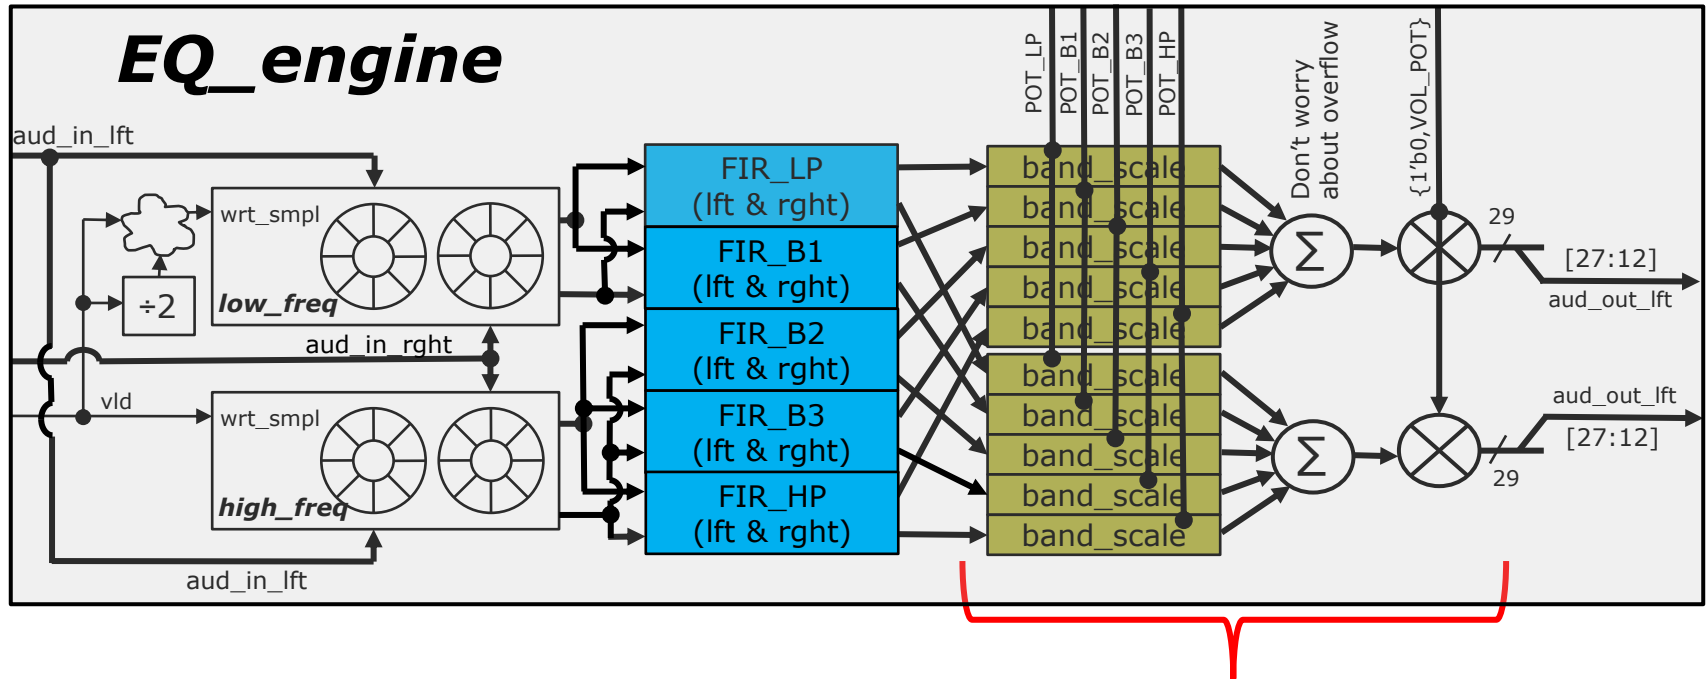 EQ_engine
POT_LP
POT_B1
POT_B2
POT_B3
POT_HP
Don't worry
about overflow
{1'b0,VOL_POT}
aud_in_lft
wrt_smpl
low_freq
÷2
aud_in_rght
vld
wrt_smpl
high_freq
aud_in_lft
FIR_LP
(lft & rght)
FIR_B1
(lft & rght)
FIR_B2
(lft & rght)
FIR_B3
(lft & rght)
FIR_HP
(lft & rght)
band_scale
band_scale
band_scale
band_scale
band_scale
band_scale
band_scale
band_scale
band_scale
band_scale
Σ
Σ
29
[27:12]
aud_out_lft
aud_out_lft
[27:12]
29